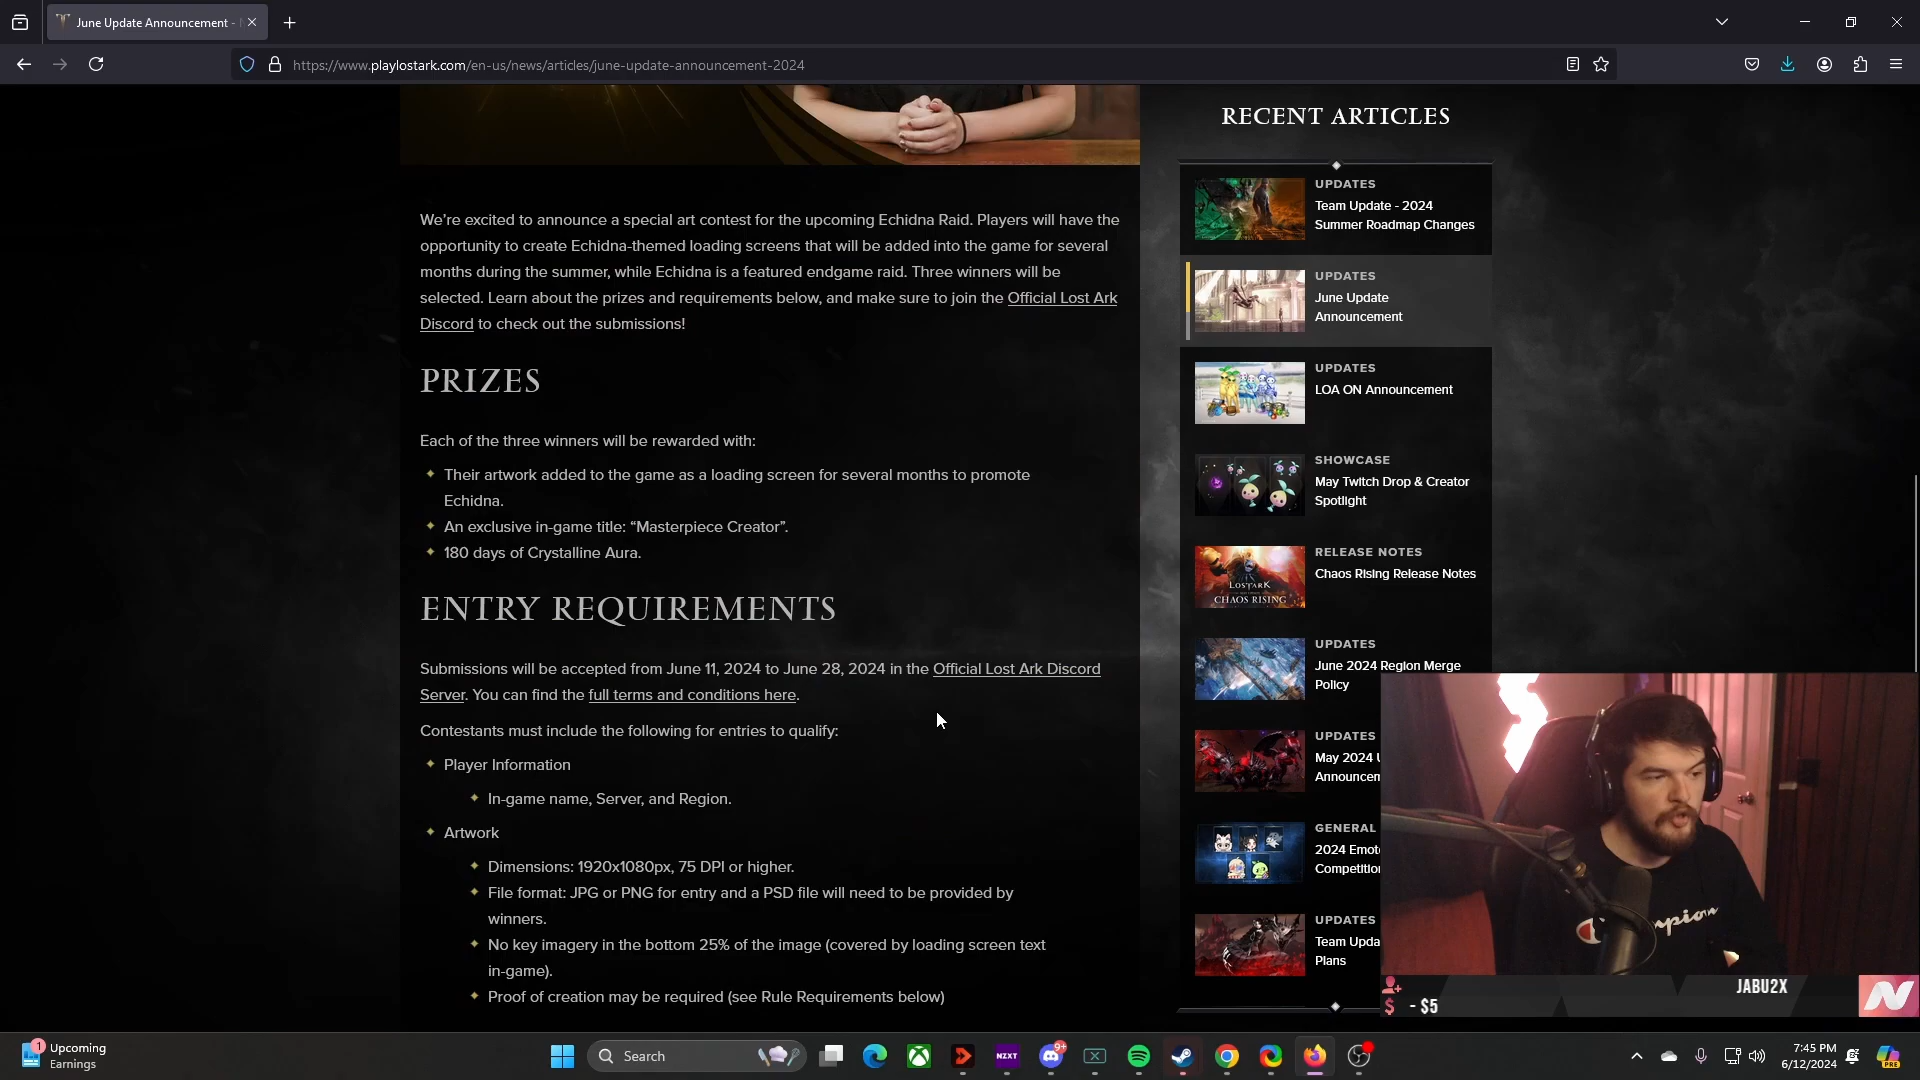 June Update Announcement -
https://www.playlostark.com/en-us/news/articles/june-update-announcement-2024
We're excited to announce a special art contest for the upcoming Echidna Raid. Players will have the
opportunity to create Echidna-themed loading screens that will be added into the game for several
months during the summer, while Echidna is a featured endgame raid. Three winners will be
selected. Learn about the prizes and requirements below, and make sure to join the Official Lost Ark
Discord to check out the submissions!
PRIZES
Each of the three winners will be rewarded with:
Their artwork added to the game as a loading screen for several months to promote
Echidna.
An exclusive in-game title: “Masterpiece Creator”.
180 days of Crystalline Aura.
ENTRY REQUIREMENTS
Submissions will be accepted from June 11, 2024 to June 28, 2024 in the Official Lost Ark Discord
Server. You can find the full terms and conditions here.
Contestants must include the following for entries to qualify:
Player Information
In-game name, Server, and Region.
Artwork
Dimensions: 1920x1080px, 75 DPI or higher.
File format: JPG or PNG for entry and a PSD file will need to be provided by
winners.
No key imagery in the bottom 25% of the image (covered by loading screen text
in-game).
Proof of creation may be required (see Rule Requirements below)
RECENT ARTICLES
UPDATES
Team Update - 2024
Summer Roadmap Changes
UPDATES
June Update
Announcement
UPDATES
LOA ON Announcement
SHOWCASE
May Twitch Drop & Creator
Spotlight
RELEASE NOTES
Chaos Rising Release Notes
LOSTARK
CHAOS RISING
UPDATES
June 2024 Region Merge
Policy
UPDATES
May 2024 U
Announcem
GENERAL
2024 Emot
Competitio
UPDATES
Team Upda
Plans
JABU2X
$ - $5
1
Upcoming
Earnings
Search
NZXT
9+
7:45 PM
6/12/2024
PRE